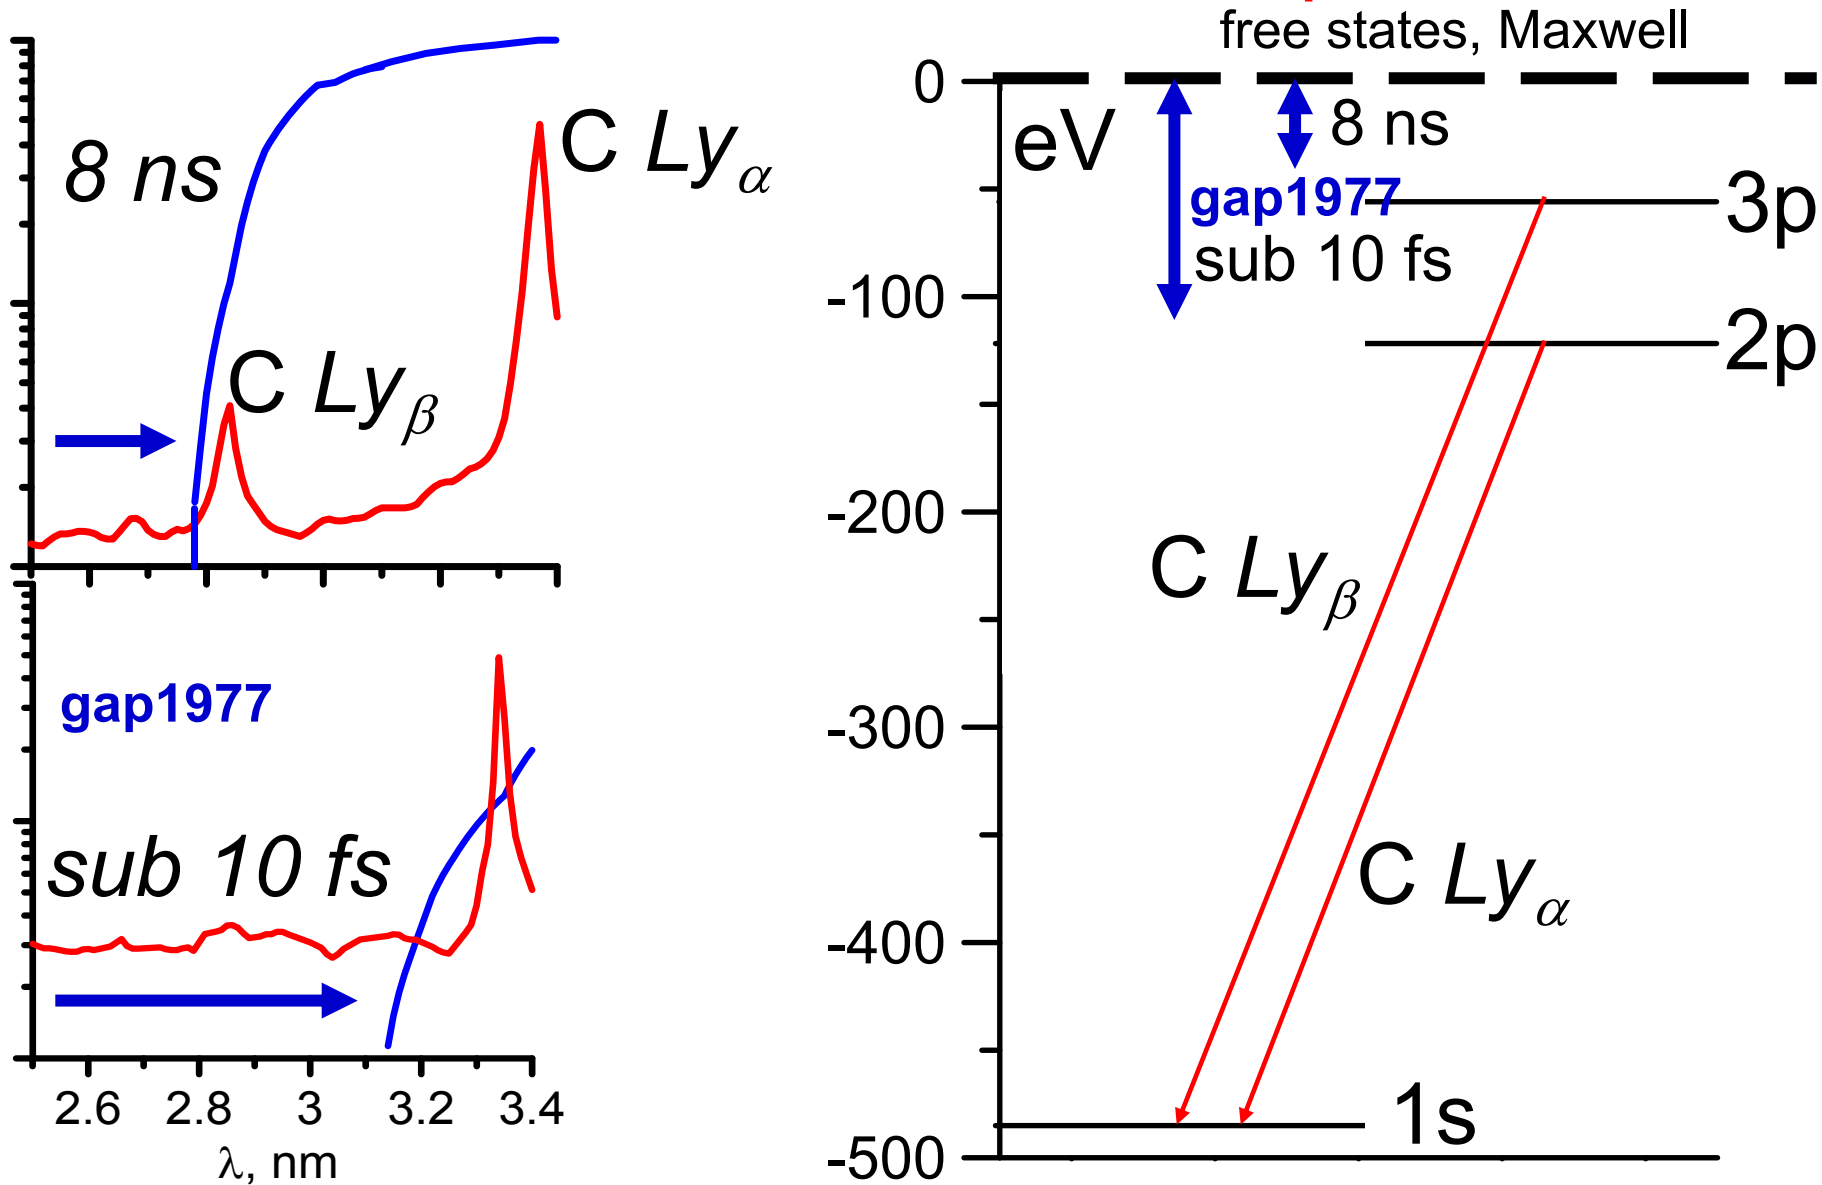 8 ns
C Lyα
C Lyβ
gap1977
sub 10 fs
2.6 2.8 3 3.2 3.4
λ, nm
free states, Maxwell
0
eV
8 ns
gap1977
3p
sub 10 fs
-100
2p
-200
C Lyβ
-300
C Lyα
-400
1s
-500